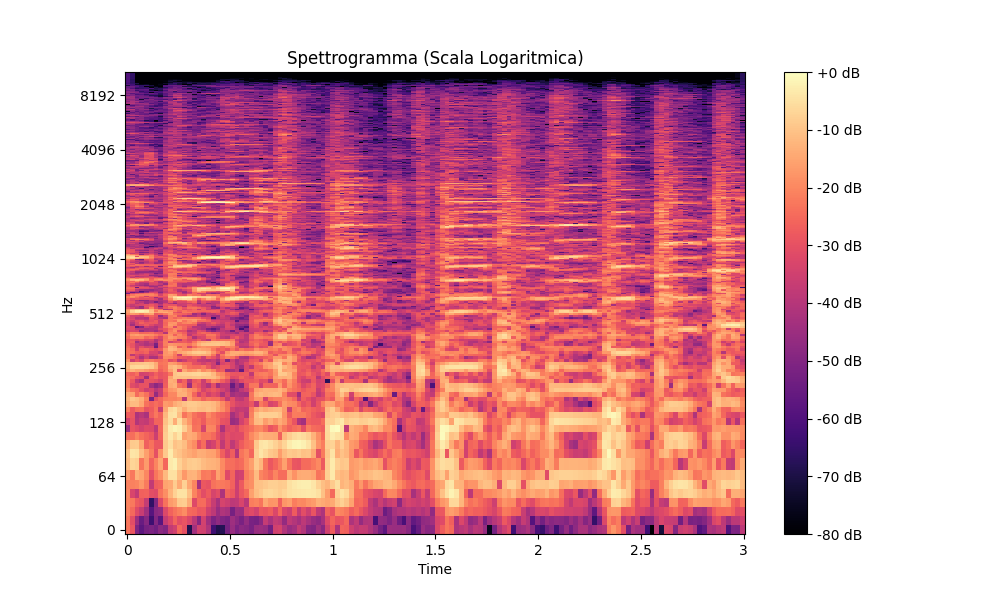 Spettrogramma (Scala Logaritmica)
Hz
8192
4096
2048
1024
512
256
128
64
0
0
0.5
1
1.5
2
2.5
3
Time
+0 dB
-10 dB
-20 dB
-30 dB
-40 dB
-50 dB
-60 dB
-70 dB
-80 dB